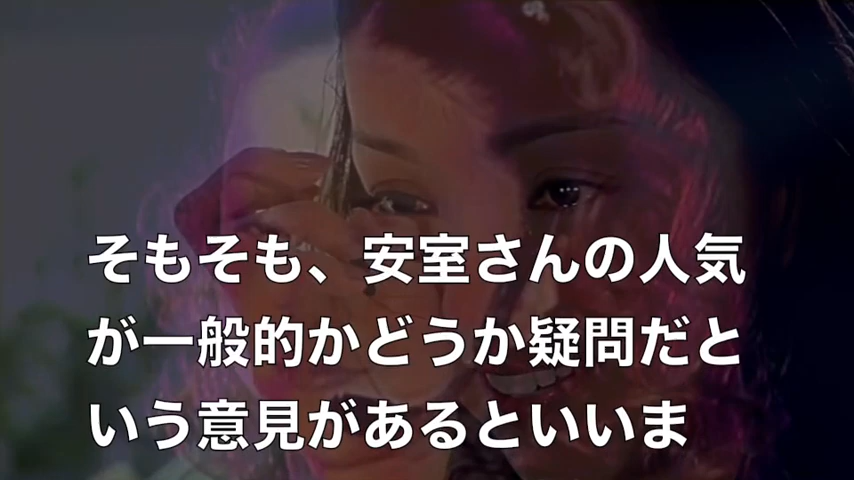 そもそも、安室さんの人気
が一般的かどうか疑問だと
いう意見があるといいま